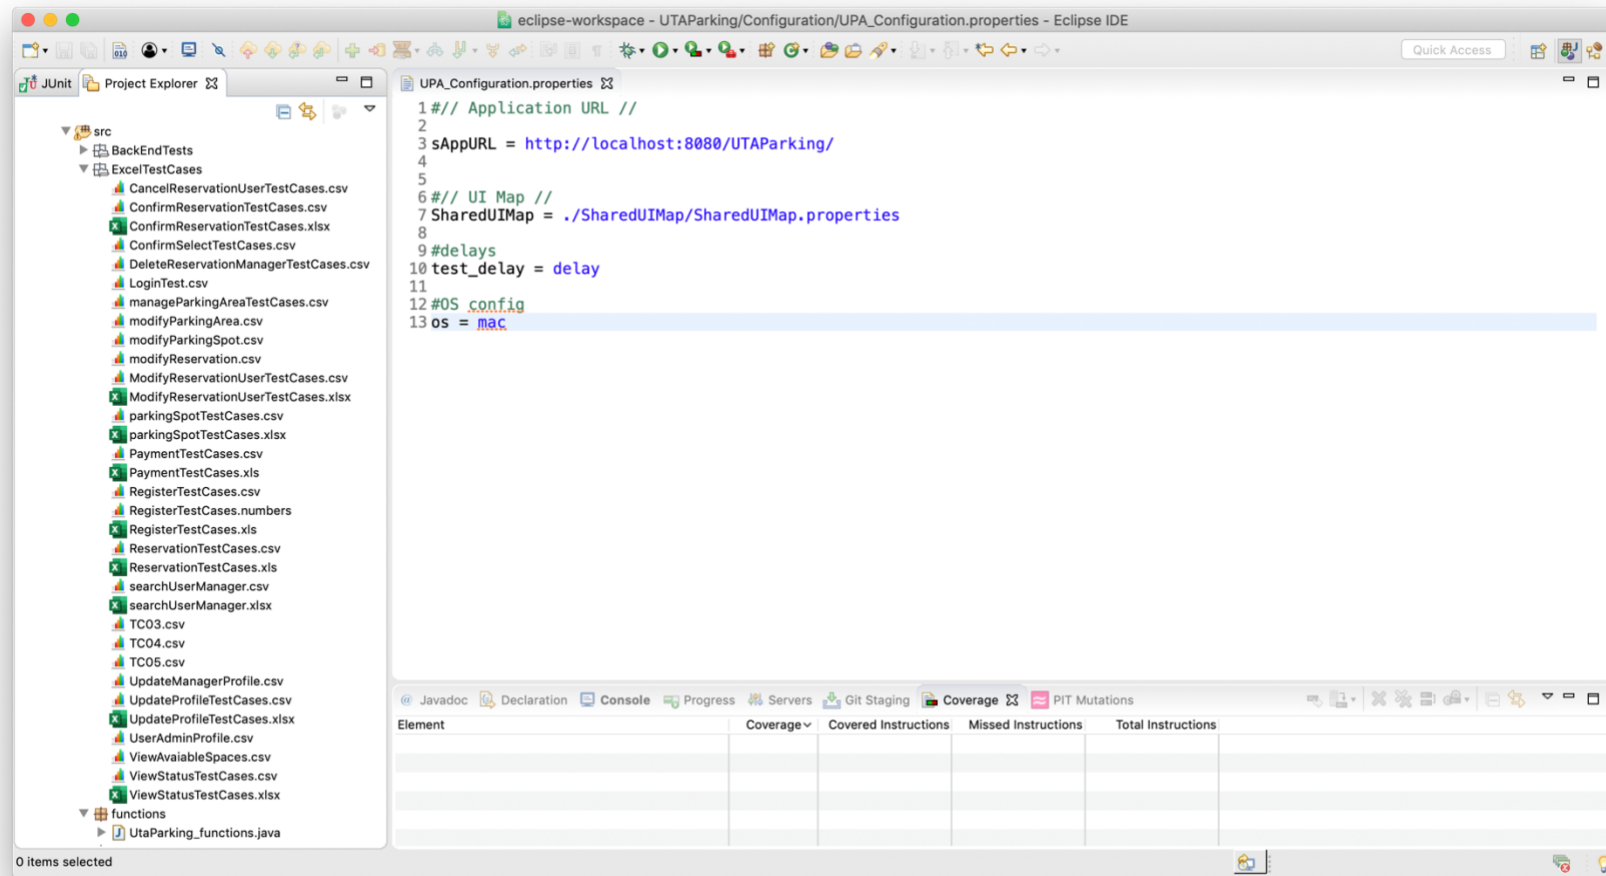 eclipse-workspace - UTAParking/Configuration/UPA_Configuration.properties - Eclipse IDE
Quick Access
JUnit
Project Explorer
src
BackEndTests
ExcelTestCases
CancelReservationUserTestCases.csv
ConfirmReservationTestCases.csv
ConfirmReservationTestCases.xlsx
ConfirmSelectTestCases.csv
DeleteReservationManagerTestCases.csv
LoginTest.csv
manageParkingAreaTestCases.csv
modifyParkingArea.csv
modifyParkingSpot.csv
modifyReservation.csv
ModifyReservationUserTestCases.csv
ModifyReservationUserTestCases.xlsx
parkingSpotTestCases.csv
parkingSpotTestCases.xlsx
PaymentTestCases.csv
PaymentTestCases.xls
RegisterTestCases.csv
RegisterTestCases.numbers
RegisterTestCases.xls
ReservationTestCases.csv
ReservationTestCases.xls
searchUserManager.csv
searchUserManager.xlsx
TC03.csv
TC04.csv
TC05.csv
UpdateManagerProfile.csv
UpdateProfileTestCases.csv
UpdateProfileTestCases.xlsx
UserAdminProfile.csv
ViewAvaiableSpaces.csv
ViewStatusTestCases.csv
ViewStatusTestCases.xlsx
functions
UtaParking_functions.java
UPA_Configuration.properties
1 #// Application URL //
2
3 sAppURL = http://localhost:8080/UTAParking/
4
5
6 #// UI Map //
7 SharedUIMap = ./SharedUIMap/SharedUIMap.properties
8
9 #delays
10 test_delay = delay
11
12 #OS config
13 os = mac
@ Javadoc Declaration Console Progress Servers Git Staging Coverage PIT Mutations
Element Coverage Covered Instructions Missed Instructions Total Instructions
0 items selected